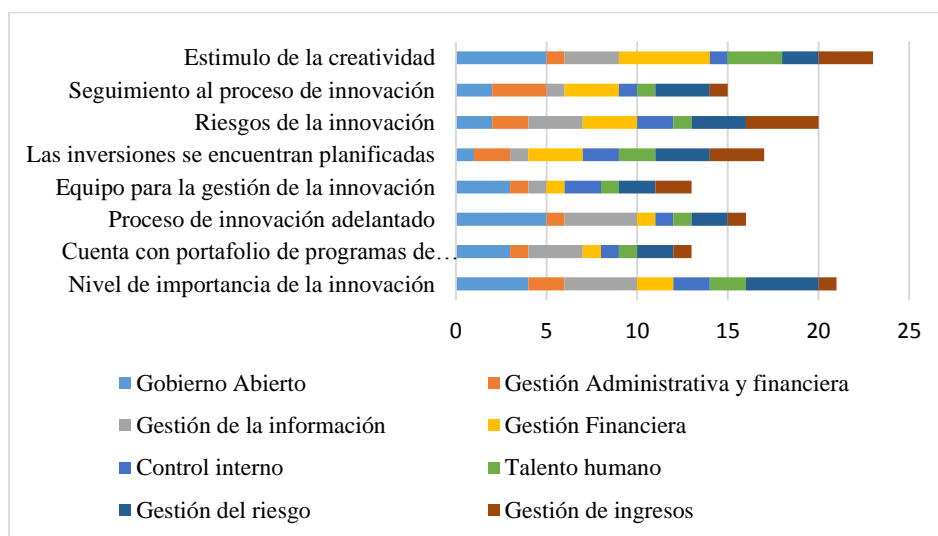 Estimulo de la creatividad
Seguimiento al proceso de innovación
Riesgos de la innovación
Las inversiones se encuentran planificadas
Equipo para la gestión de la innovación
Proceso de innovación adelantado
Cuenta con portafolio de programas de…
Nivel de importancia de la innovación
0 5 10 15 20 25
Gobierno Abierto Gestión Administrativa y financiera
Gestión de la información Gestión Financiera
Control interno Talento humano
Gestión del riesgo Gestión de ingresos